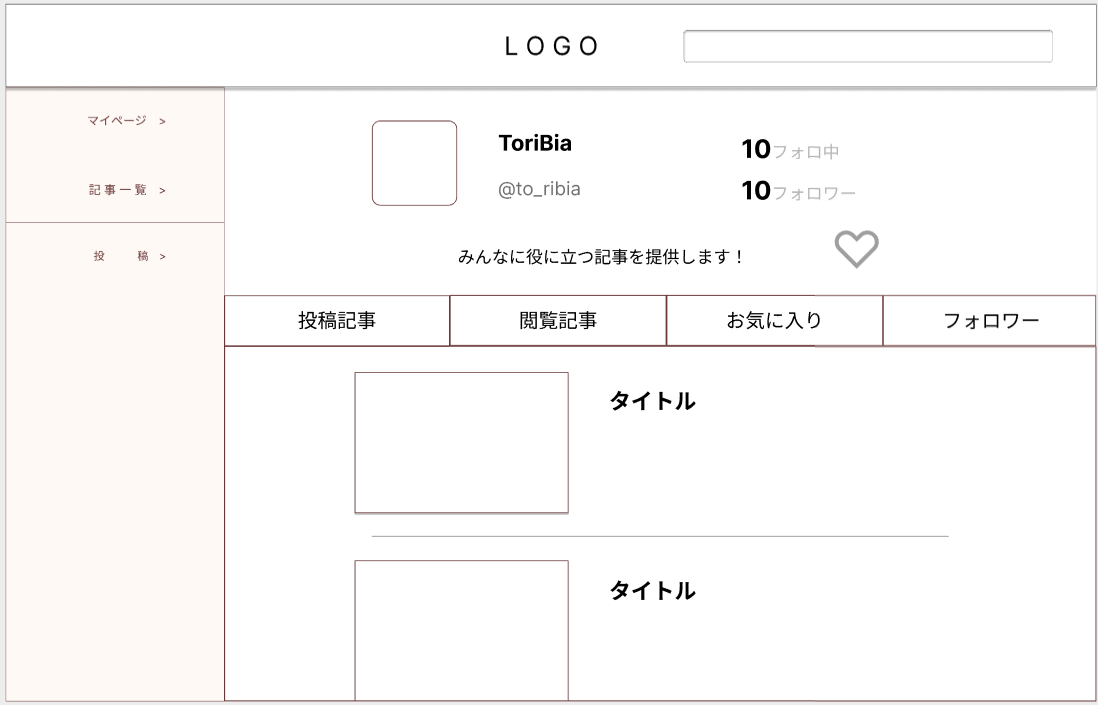 LOGO
マイページ >
記事一覧 >
投 稿 >
ToriBia
@to_ribia
10フォロ中
10フォロワー
みんなに役に立つ記事を提供します！
投稿記事
閲覧記事
お気に入り
フォロワー
タイトル
タイトル